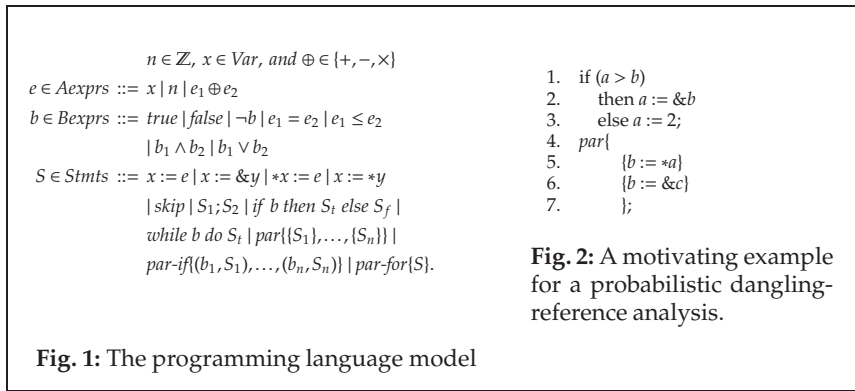 n ∈ ℤ, x ∈ Var, and ⊕ ∈ {+, −, ×}
e ∈ Aexprs ::= x | n | e₁ ⊕ e₂
b ∈ Bexprs ::= true | false | ¬b | e₁ = e₂ | e₁ ≤ e₂
| b₁ ∧ b₂ | b₁ ∨ b₂
S ∈ Stmts ::= x := e | x := &y | *x := e | x := *y
| skip | S₁; S₂ | if b then Sₜ else S_f |
while b do Sₜ | par{{S₁}, …, {Sₙ}} |
par-if{(b₁, S₁), …, (bₙ, Sₙ)} | par-for{S}.
Fig. 1: The programming language model
1. if (a > b)
2. then a := &b
3. else a := 2;
4. par{
5. {b := *a}
6. {b := &c}
7. };
Fig. 2: A motivating example
for a probabilistic dangling-
reference analysis.